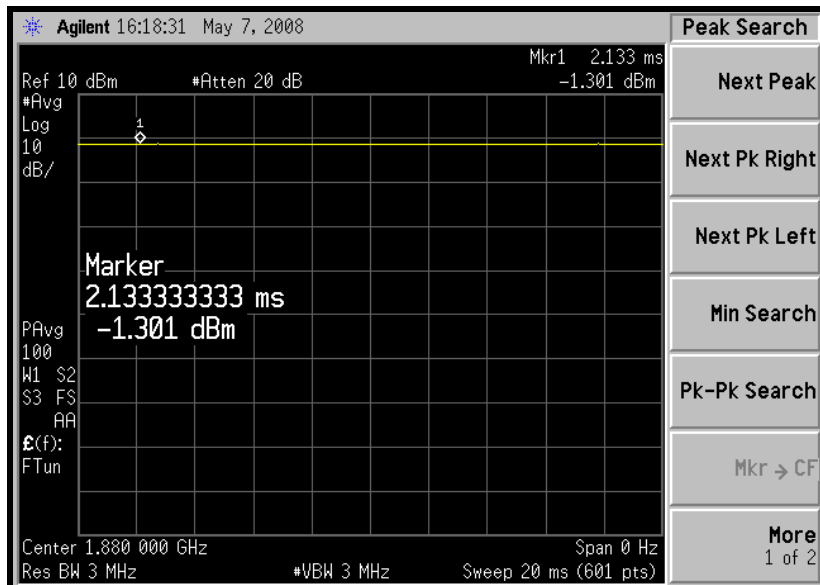 Agilent 16:18:31 May 7, 2008
Peak Search
Mkr1 2.133 ms
Ref 10 dBm #Atten 20 dB -1.301 dBm
#Avg
Log
10
dB/
1
Marker
2.133333333 ms
-1.301 dBm
PAvg
100
W1 S2
S3 FS
AA
£(f):
FTun
Center 1.880 000 GHz Span 0 Hz
Res BW 3 MHz #VBW 3 MHz Sweep 20 ms (601 pts)
Next Peak
Next Pk Right
Next Pk Left
Min Search
Pk-Pk Search
Mkr → CF
More
1 of 2